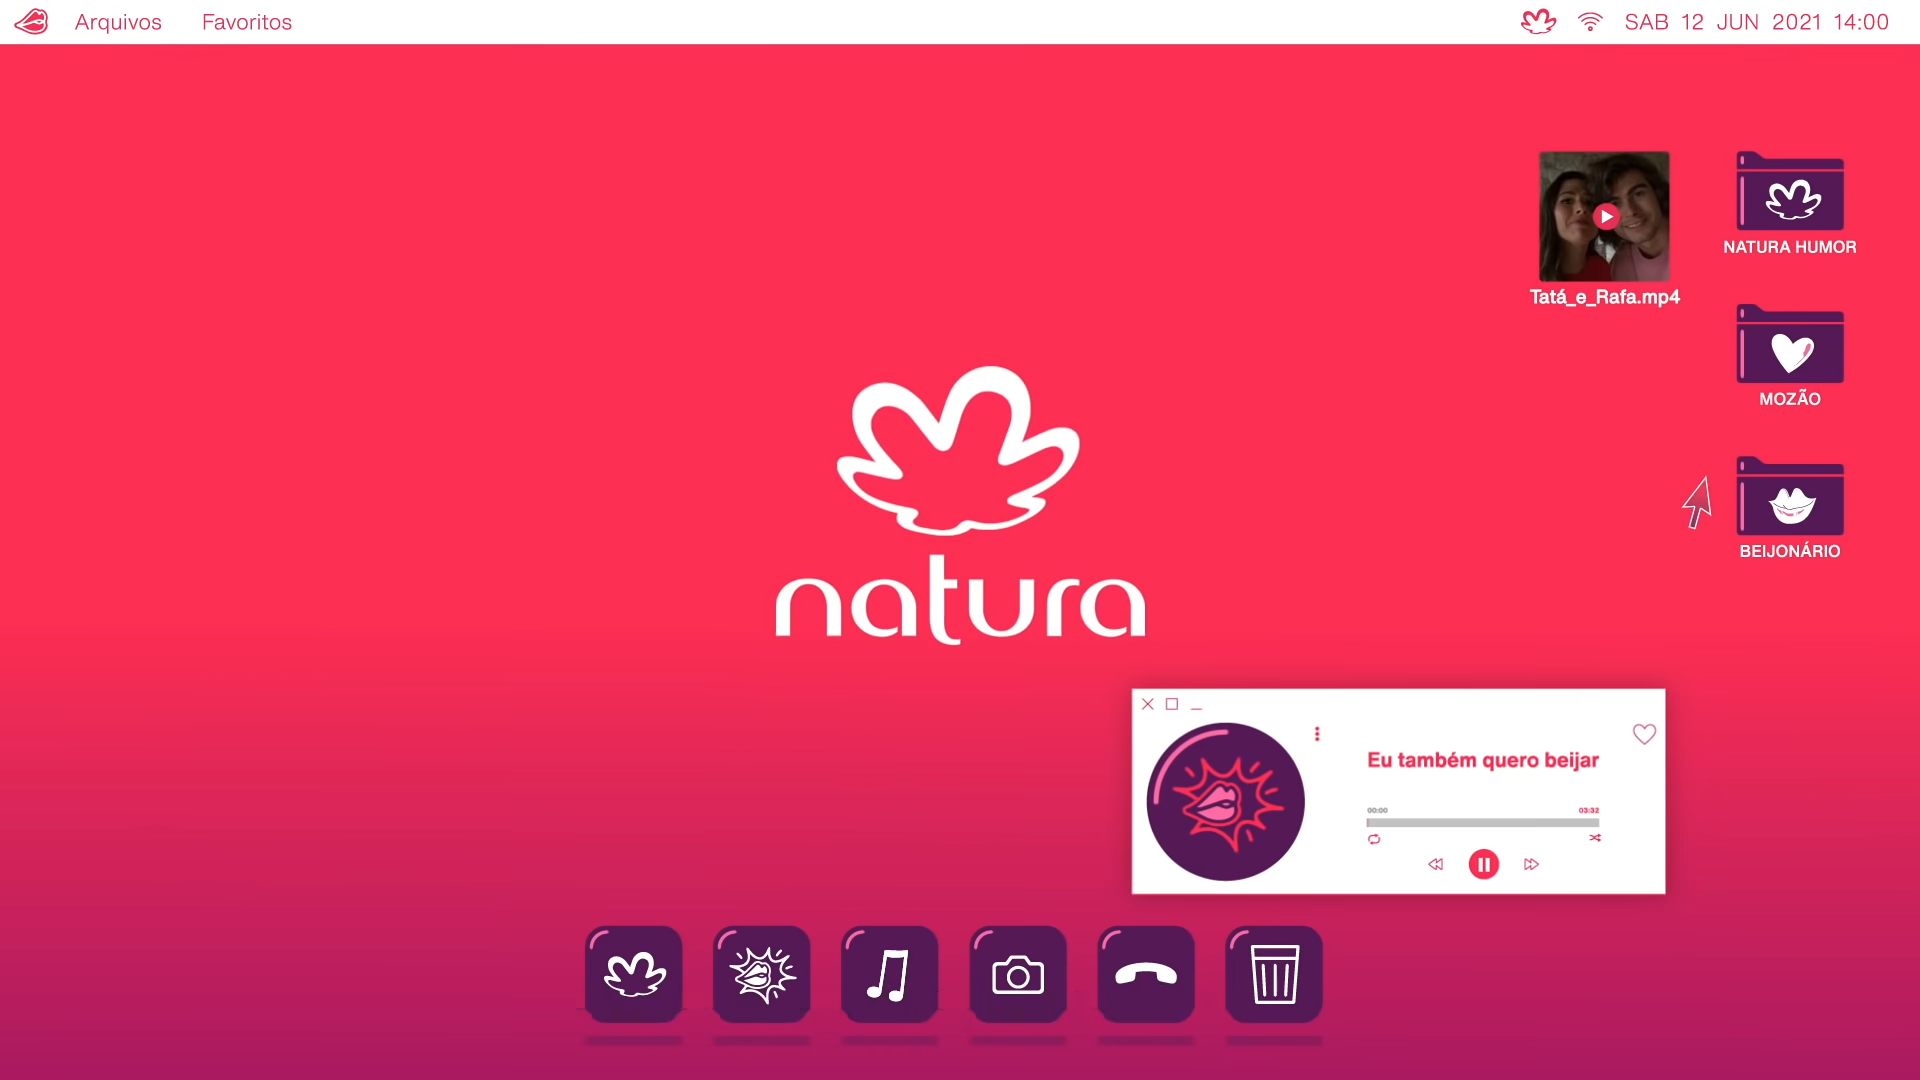 Arquivos Favoritos SAB 12 JUN 2021 14:00
Tatá_e_Rafa.mp4
NATURA HUMOR
MOZÃO
BEIJONÁRIO
natura
Eu também quero beijar
00:00 03:32